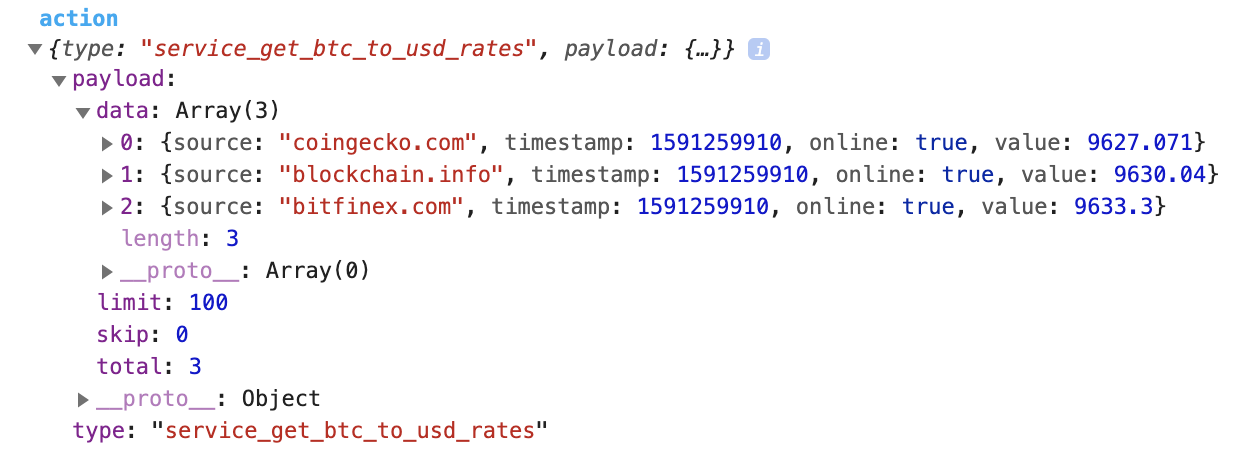 action
▼{type: "service_get_btc_to_usd_rates", payload: {…}} i
▼payload:
▼data: Array(3)
▶0: {source: "coingecko.com", timestamp: 1591259910, online: true, value: 9627.071}
▶1: {source: "blockchain.info", timestamp: 1591259910, online: true, value: 9630.04}
▶2: {source: "bitfinex.com", timestamp: 1591259910, online: true, value: 9633.3}
length: 3
▶__proto__: Array(0)
limit: 100
skip: 0
total: 3
▶__proto__: Object
type: "service_get_btc_to_usd_rates"